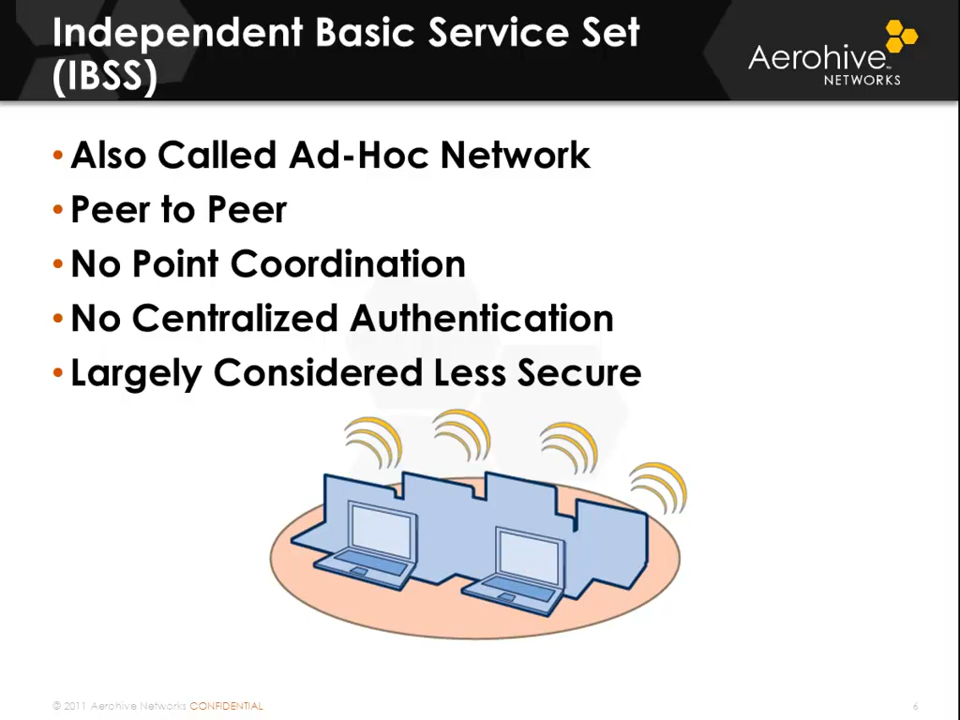 Independent Basic Service Set
(IBSS)
Aerohive™
NETWORKS
• Also Called Ad-Hoc Network
• Peer to Peer
• No Point Coordination
• No Centralized Authentication
• Largely Considered Less Secure
© 2011 Aerohive Networks CONFIDENTIAL
6